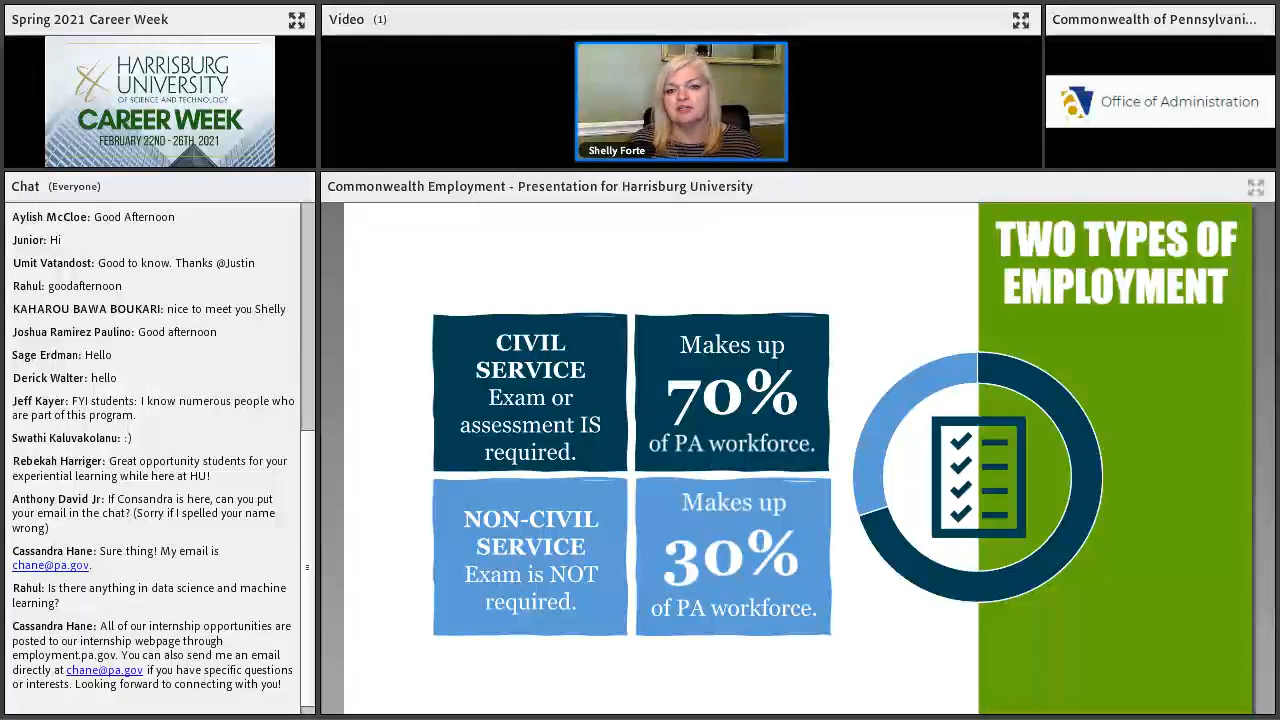 Spring 2021 Career Week
HARRISBURG
UNIVERSITY
OF SCIENCE AND TECHNOLOGY
CAREER WEEK
FEBRUARY 22ND - 26TH, 2021
Video (1)
Shelly Forte
Commonwealth of Pennsylvani...
Office of Administration
Chat (Everyone)
Aylish McCloe: Good Afternoon
Junior: Hi
Umit Vatandost: Good to know. Thanks @Justin
Rahul: goodafternoon
KAHAROU BAWA BOUKARI: nice to meet you Shelly
Joshua Ramirez Paulino: Good afternoon
Sage Erdman: Hello
Derick Walter: hello
Jeff Kayer: FYI students: I know numerous people who
are part of this program.
Swathi Kaluvakolanu: :)
Rebekah Harriger: Great opportunity students for your
experiential learning while here at HU!
Anthony David Jr: If Consandra is here, can you put
your email in the chat? (Sorry if I spelled your name
wrong)
Cassandra Hane: Sure thing! My email is
chane@pa.gov.
Rahul: Is there anything in data science and machine
learning?
Cassandra Hane: All of our internship opportunities are
posted to our internship webpage through
employment.pa.gov. You can also send me an email
directly at chane@pa.gov if you have specific questions
or interests. Looking forward to connecting with you!
Commonwealth Employment - Presentation for Harrisburg University
TWO TYPES OF
EMPLOYMENT
CIVIL
SERVICE
Exam or
assessment IS
required.
Makes up
70%
of PA workforce.
NON-CIVIL
SERVICE
Exam is NOT
required.
Makes up
30%
of PA workforce.